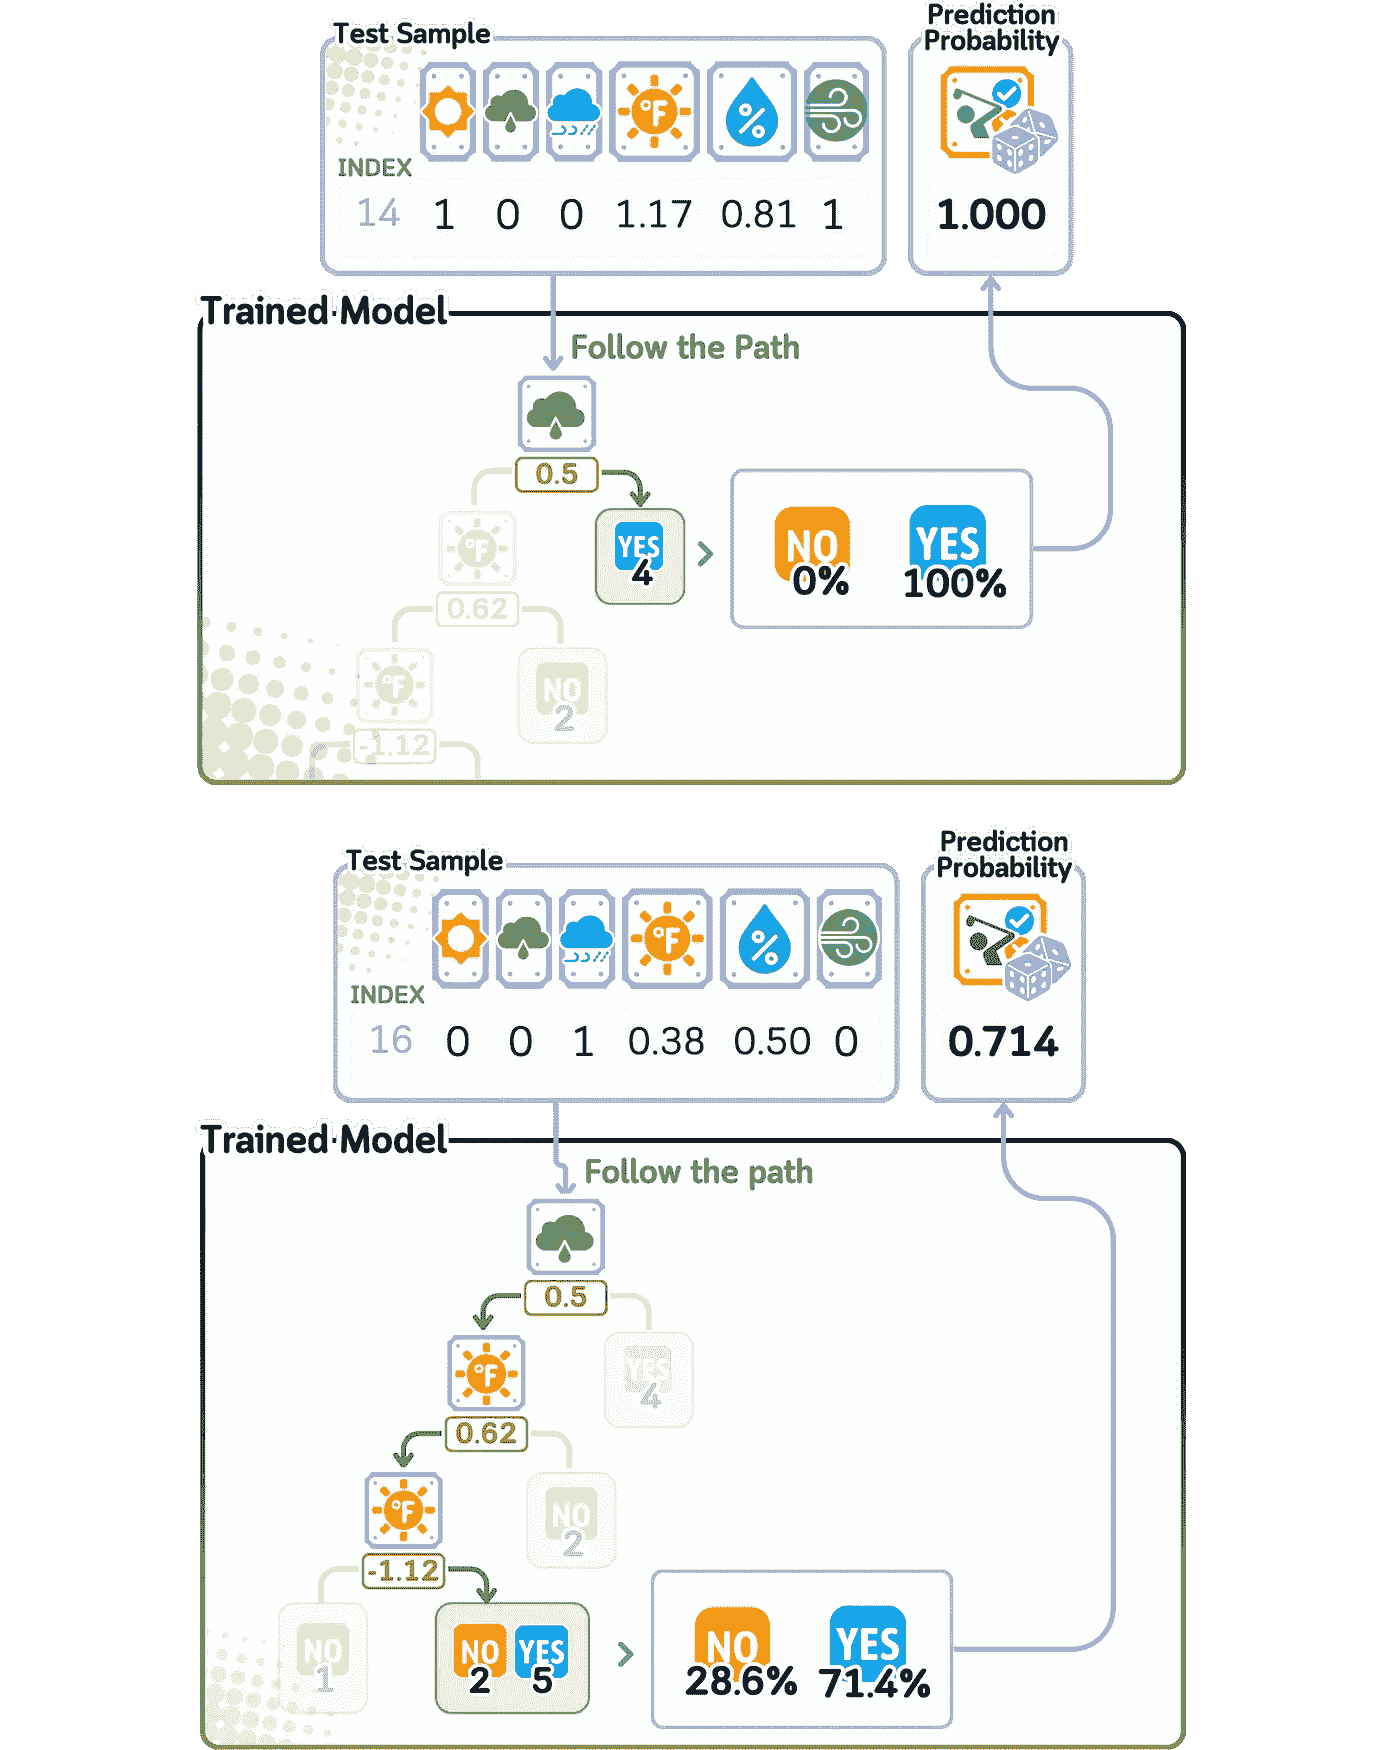 Test Sample
Prediction
Probability
°F
%
INDEX
14 1 0 0 1.17 0.81 1
1.000
Trained Model
Follow the Path
0.5
°F
YES
4
NO
0%
YES
100%
0.62
°F
NO
2
-1.12
Test Sample
Prediction
Probability
°F
%
INDEX
16 0 0 1 0.38 0.50 0
0.714
Trained Model
Follow the path
0.5
°F
YES
4
0.62
°F
NO
2
-1.12
NO
1
NO
2
YES
5
NO
28.6%
YES
71.4%